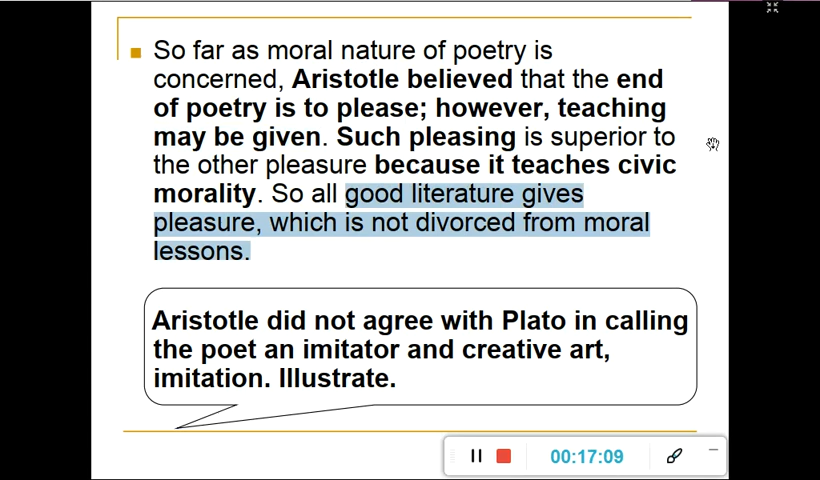 So far as moral nature of poetry is
concerned, Aristotle believed that the end
of poetry is to please; however, teaching
may be given. Such pleasing is superior to
the other pleasure because it teaches civic
morality. So all good literature gives
pleasure, which is not divorced from moral
lessons.
Aristotle did not agree with Plato in calling
the poet an imitator and creative art,
imitation. Illustrate.
00:17:09